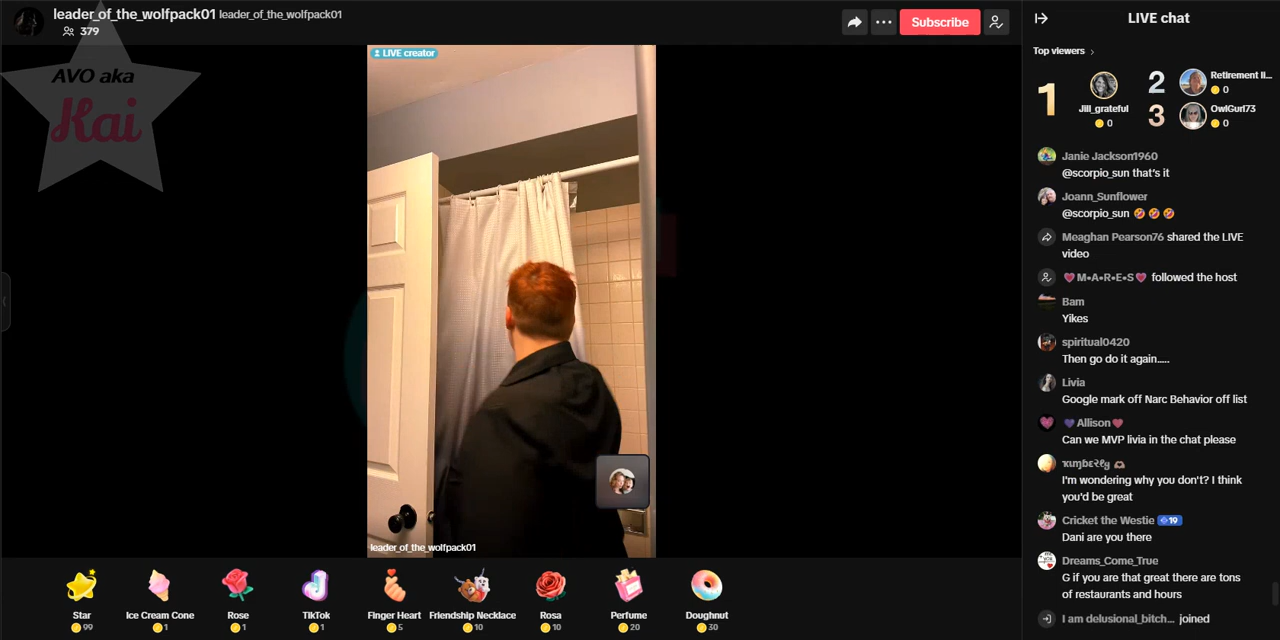 leader_of_the_wolfpack01 leader_of_the_wolfpack01
379
Subscribe
AVO aka
Kai
LIVE creator
leader_of_the_wolfpack01
Star
99
Ice Cream Cone
1
Rose
1
TikTok
1
Finger Heart
5
Friendship Necklace
10
Rosa
10
Perfume
20
Doughnut
30
LIVE chat
Top viewers
1
Jill_grateful
0
2
Retirement li...
0
3
OwlGurl73
0
Janie Jackson1960
@scorpio_sun that's it
Joann_Sunflower
@scorpio_sun 🤣 🤣 🤣
Meaghan Pearson76 shared the LIVE
video
💗M•A•R•E•S💗 followed the host
Bam
Yikes
spiritual0420
Then go do it again.....
Livia
Google mark off Narc Behavior off list
💜Allison💗
Can we MVP livia in the chat please
I'm wondering why you don't? I think
you'd be great
Cricket the Westie 19
Dani are you there
Dreams_Come_True
G if you are that great there are tons
of restaurants and hours
I am delusional_bitch... joined